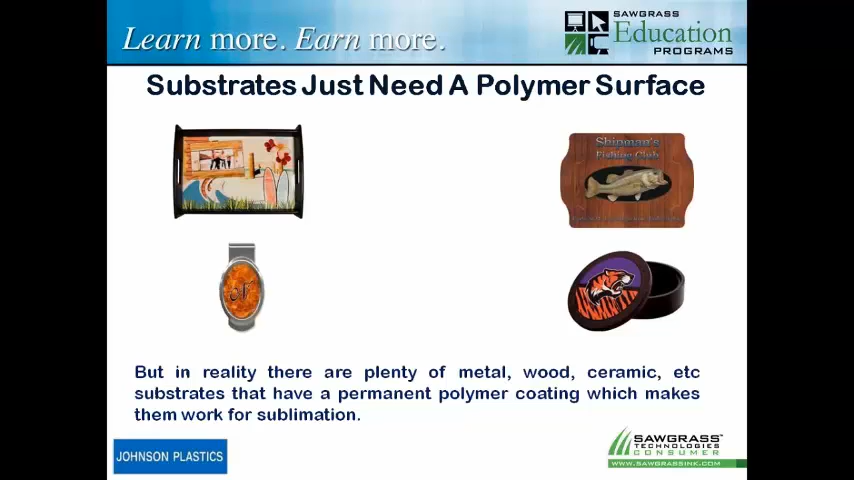 Learn more. Earn more.
SAWGRASS
Education
PROGRAMS
Substrates Just Need A Polymer Surface
Shipman's
Fishing Club
But in reality there are plenty of metal, wood, ceramic, etc
substrates that have a permanent polymer coating which makes
them work for sublimation.
JOHNSON PLASTICS
SAWGRASS
TECHNOLOGIES
CONSUMER
WWW.SAWGRASSINK.COM